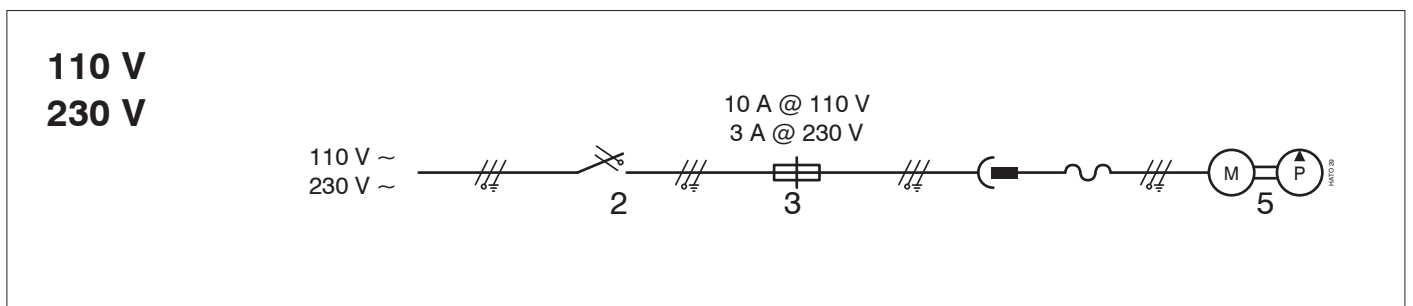 110 V
230 V
10 A @ 110 V
3 A @ 230 V
110 V ~
230 V ~
2
3
M
P
5
HATO 29